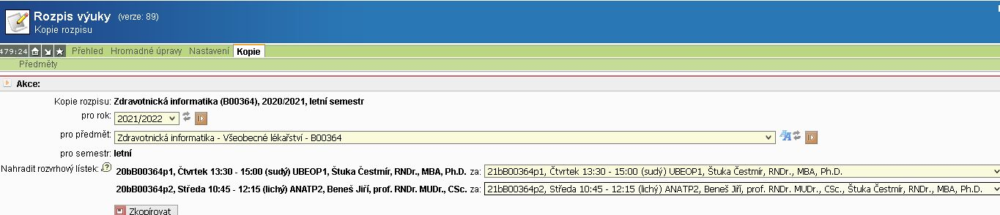 Rozpis výuky (verze: 89)
Kopie rozpisu
479:24 Přehled Hromadné úpravy Nastavení Kopie
Předměty
Akce:
Kopie rozpisu: Zdravotnická informatika (B00364), 2020/2021, letní semestr
pro rok: 2021/2022
pro předmět: Zdravotnická informatika - Všeobecné lékařství - B00364
pro semestr: letní
Nahradit rozvrhový lístek: 20bB00364p1, Čtvrtek 13:30 - 15:00 (sudý) UBEOP1, Štuka Čestmír, RNDr., MBA, Ph.D. za: 21bB00364p1, Čtvrtek 13:30 - 15:00 (sudý) UBEOP1, Štuka Čestmír, RNDr., MBA, Ph.D.
20bB00364p2, Středa 10:45 - 12:15 (lichý) ANATP2, Beneš Jiří, prof. RNDr. MUDr., CSc. za: 21bB00364p2, Středa 10:45 - 12:15 (lichý) ANATP2, Beneš Jiří, prof. RNDr. MUDr., CSc., Štuka Čestmír, RNDr., MBA, Ph.D.
Zkopírovat